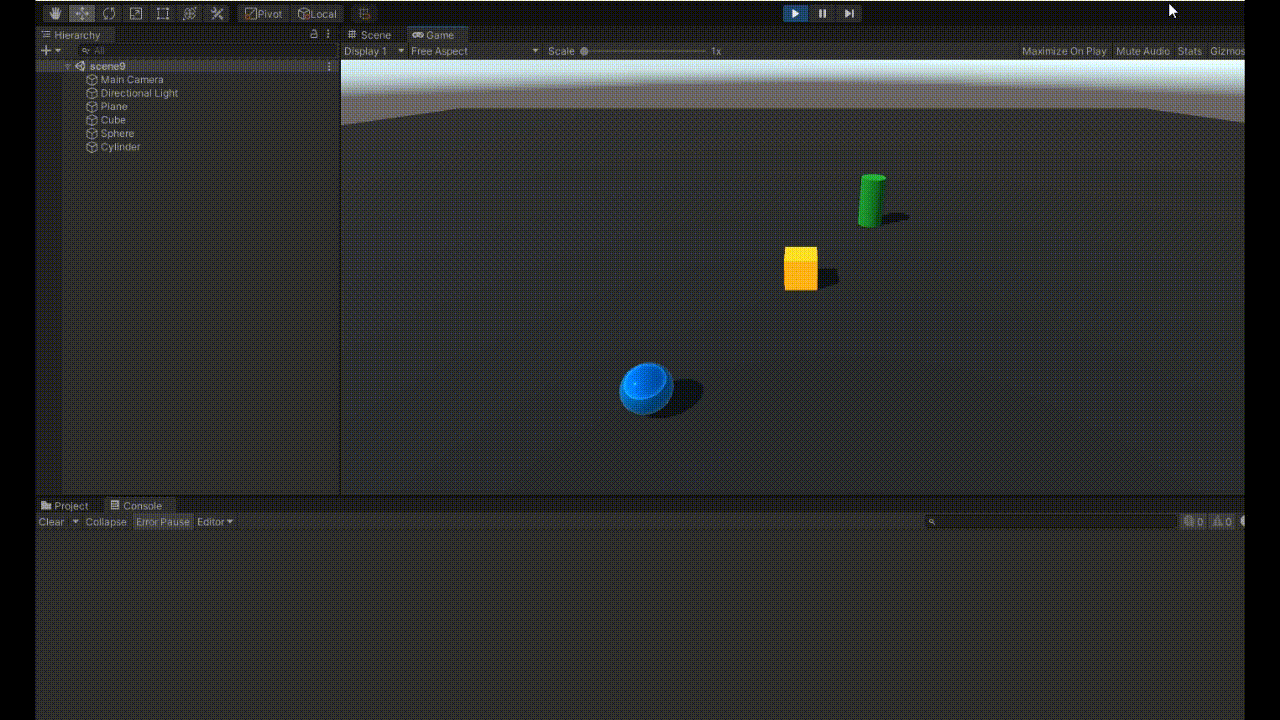 Pivot Local
Hierarchy
Scene Game
Display 1 Free Aspect Scale 1x Maximize On Play Mute Audio Stats Gizmos
All
scene9
Main Camera
Directional Light
Plane
Cube
Sphere
Cylinder
Project Console
Clear Collapse Error Pause Editor 0 0